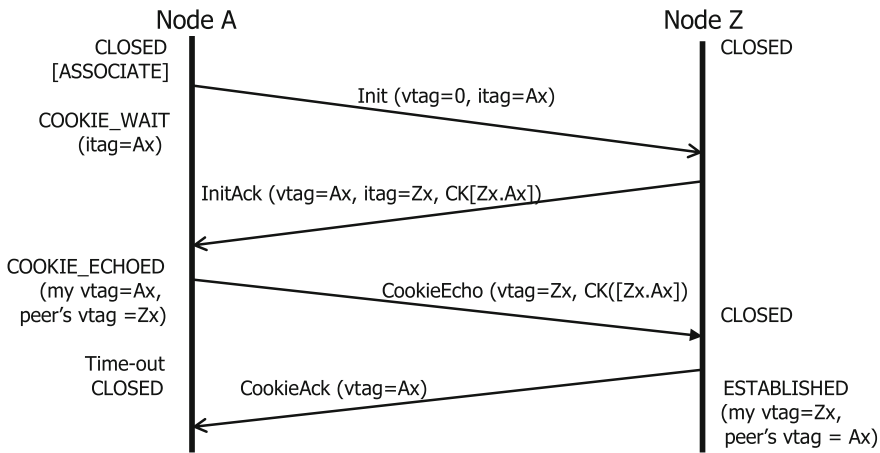 Node A
Node Z
CLOSED
[ASSOCIATE]
CLOSED
Init (vtag=0, itag=Ax)
COOKIE_WAIT
(itag=Ax)
InitAck (vtag=Ax, itag=Zx, CK[Zx.Ax])
COOKIE_ECHOED
(my vtag=Ax,
peer's vtag =Zx)
CookieEcho (vtag=Zx, CK([Zx.Ax])
CLOSED
Time-out
CLOSED
CookieAck (vtag=Ax)
ESTABLISHED
(my vtag=Zx,
peer's vtag = Ax)